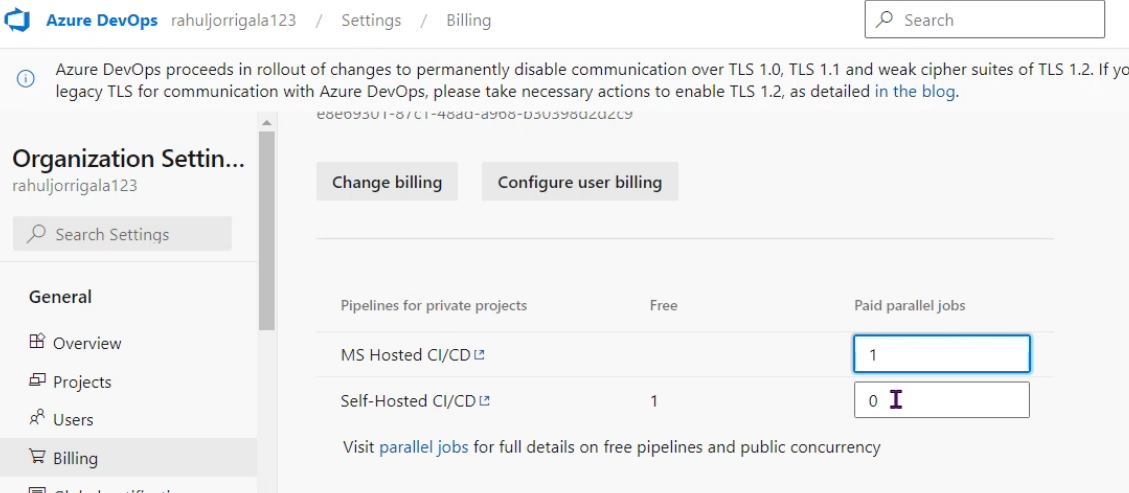 Azure DevOps rahuljorrigala123 / Settings / Billing
Search
Azure DevOps proceeds in rollout of changes to permanently disable communication over TLS 1.0, TLS 1.1 and weak cipher suites of TLS 1.2. If yo
legacy TLS for communication with Azure DevOps, please take necessary actions to enable TLS 1.2, as detailed in the blog.
Organization Settin...
rahuljorrigala123
Search Settings
General
Overview
Projects
Users
Billing
Change billing
Configure user billing
Pipelines for private projects Free Paid parallel jobs
MS Hosted CI/CD 1
Self-Hosted CI/CD 1 0
Visit parallel jobs for full details on free pipelines and public concurrency